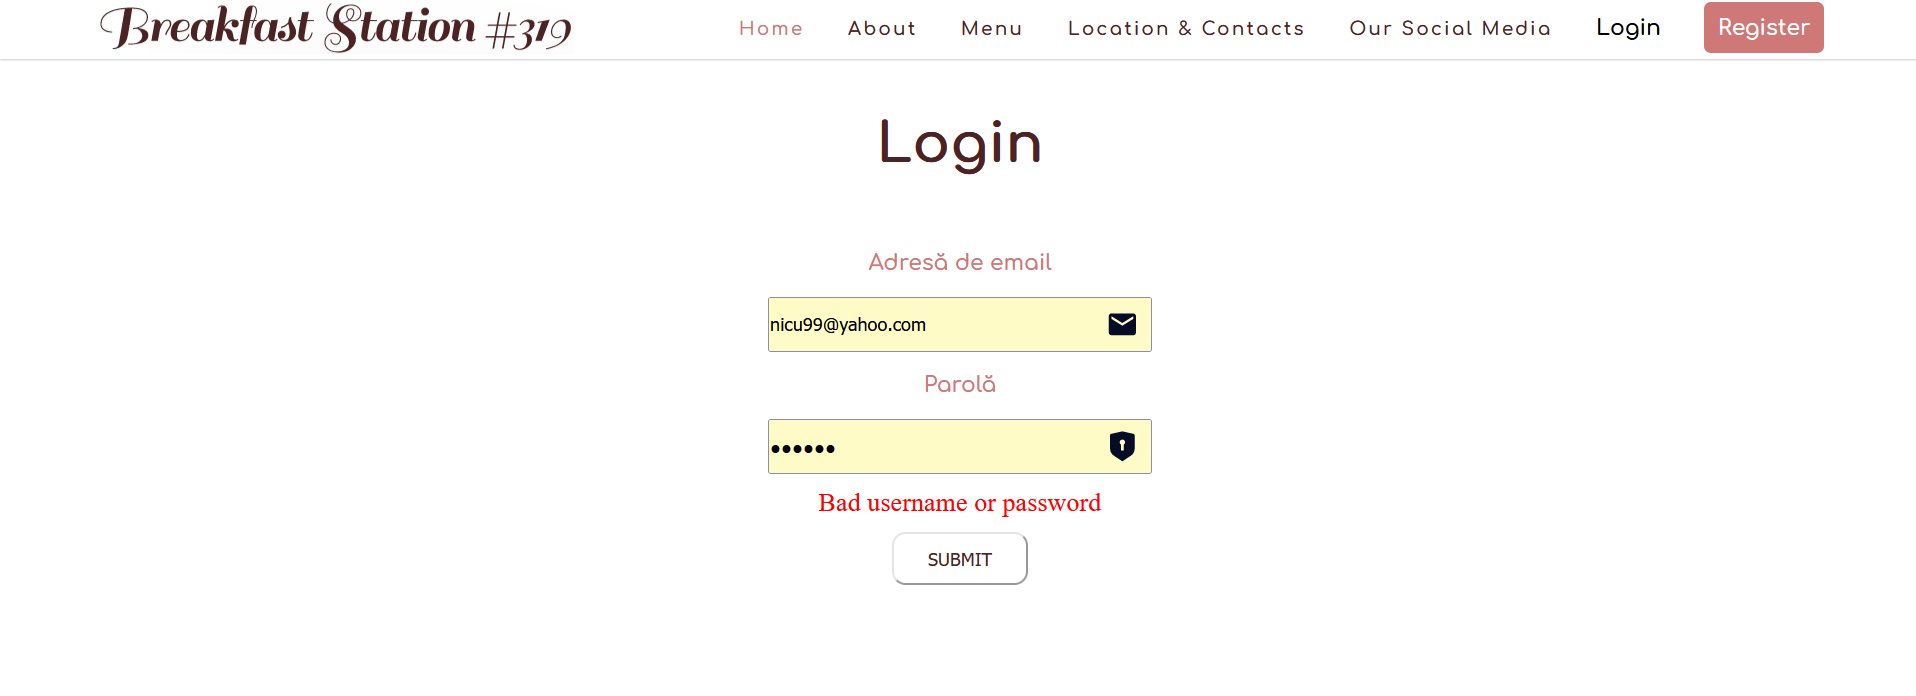 Breakfast Station #319 Home About Menu Location & Contacts Our Social Media Login Register
Login
Adresă de email
nicu99@yahoo.com
Parolă
••••••
Bad username or password
SUBMIT